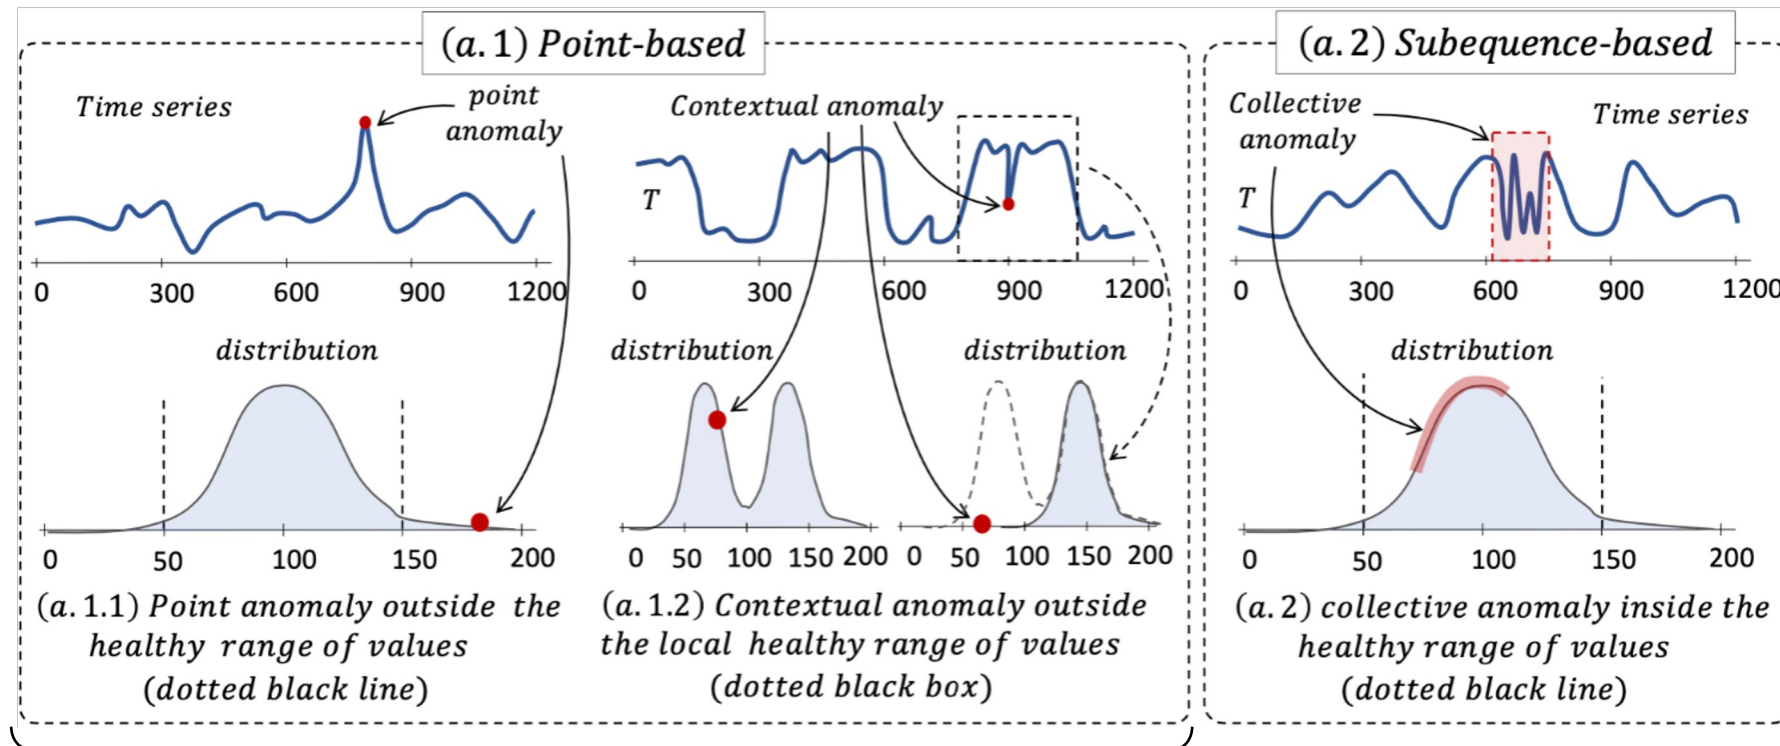 (a.1) Point-based
Time series
point
anomaly
0 300 600 900 1200
distribution
0 50 100 150 200
(a.1.1) Point anomaly outside the
healthy range of values
(dotted black line)
Contextual anomaly
T
0 300 600 900 1200
distribution
distribution
0 50 100 150 200
0 50 100 150 200
(a.1.2) Contextual anomaly outside
the local healthy range of values
(dotted black box)
(a.2) Subequence-based
Collective
anomaly
Time series
T
0 300 600 900 1200
distribution
0 50 100 150 200
(a.2) collective anomaly inside the
healthy range of values
(dotted black line)